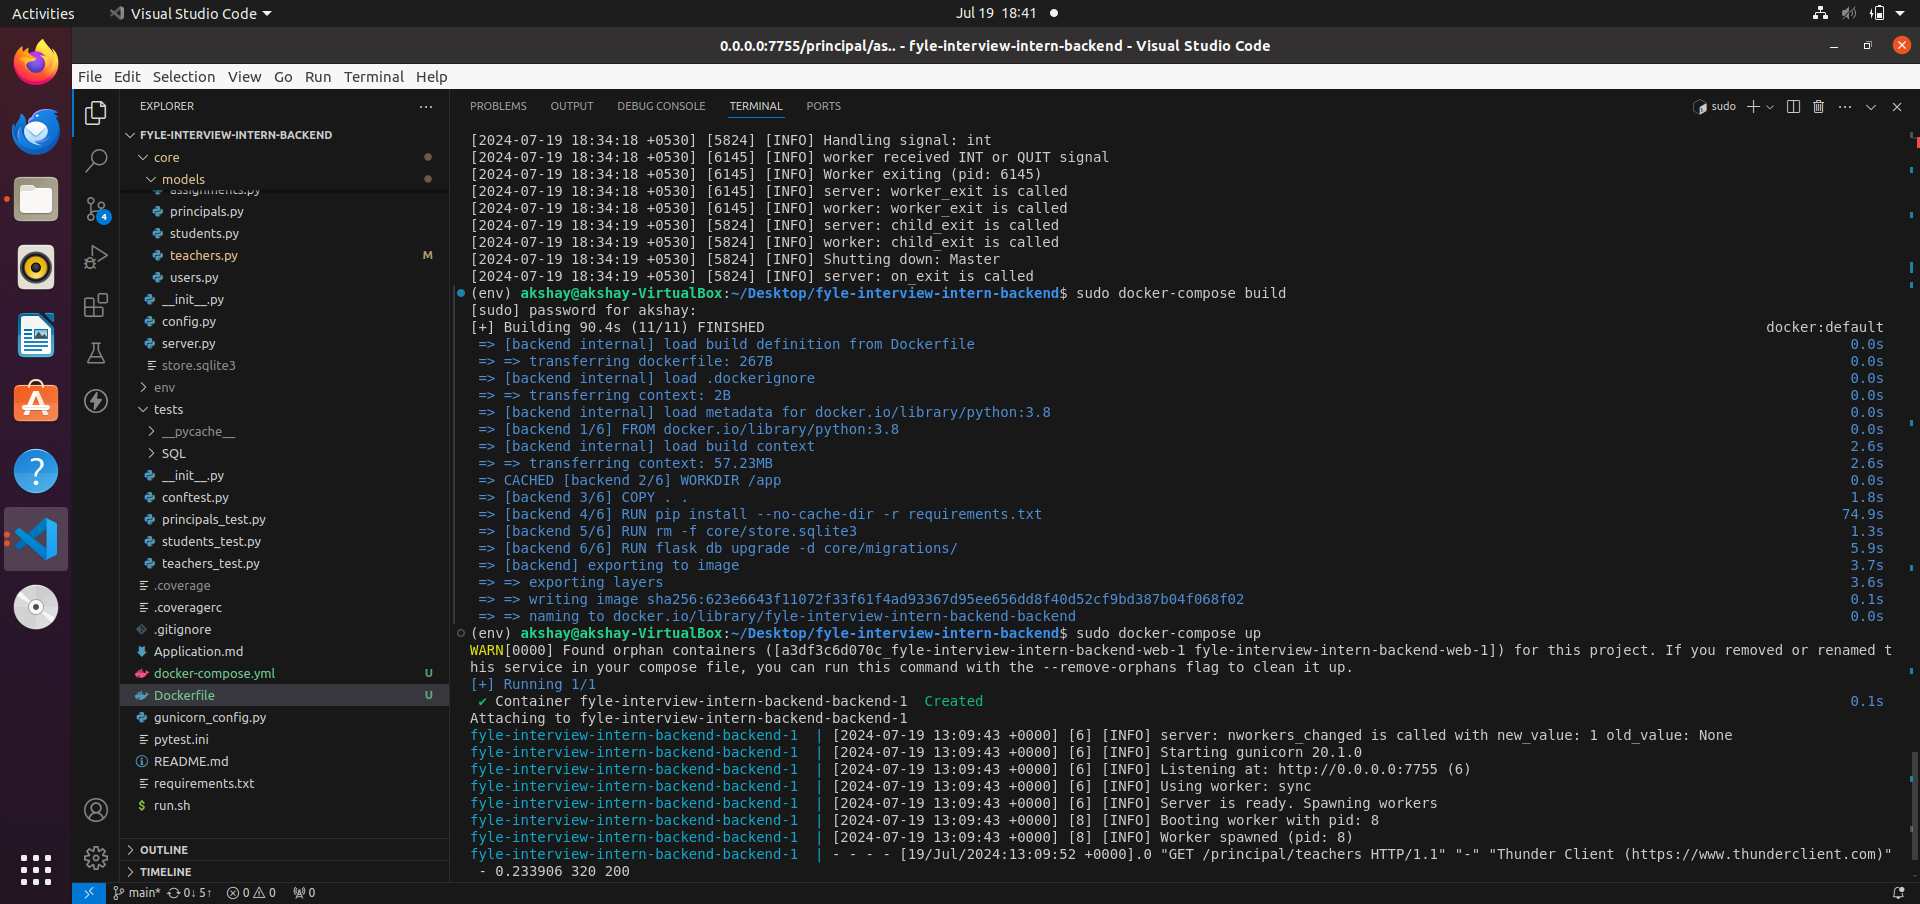 Activities
Visual Studio Code
Jul 19 18:41
0.0.0.0:7755/principal/as.. - fyle-interview-intern-backend - Visual Studio Code
File Edit Selection View Go Run Terminal Help
EXPLORER
FYLE-INTERVIEW-INTERN-BACKEND
core
models
assignments.py
principals.py
students.py
teachers.py M
users.py
__init__.py
config.py
server.py
store.sqlite3
env
tests
__pycache__
SQL
__init__.py
conftest.py
principals_test.py
students_test.py
teachers_test.py
.coverage
.coveragerc
.gitignore
Application.md
docker-compose.yml U
Dockerfile U
gunicorn_config.py
pytest.ini
README.md
requirements.txt
$ run.sh
OUTLINE
TIMELINE
4
PROBLEMS OUTPUT DEBUG CONSOLE TERMINAL PORTS
sudo
[2024-07-19 18:34:18 +0530] [5824] [INFO] Handling signal: int
[2024-07-19 18:34:18 +0530] [6145] [INFO] worker received INT or QUIT signal
[2024-07-19 18:34:18 +0530] [6145] [INFO] Worker exiting (pid: 6145)
[2024-07-19 18:34:18 +0530] [6145] [INFO] server: worker_exit is called
[2024-07-19 18:34:18 +0530] [6145] [INFO] worker: worker_exit is called
[2024-07-19 18:34:19 +0530] [5824] [INFO] server: child_exit is called
[2024-07-19 18:34:19 +0530] [5824] [INFO] worker: child_exit is called
[2024-07-19 18:34:19 +0530] [5824] [INFO] Shutting down: Master
[2024-07-19 18:34:19 +0530] [5824] [INFO] server: on_exit is called
(env) akshay@akshay-VirtualBox:~/Desktop/fyle-interview-intern-backend$ sudo docker-compose build
[sudo] password for akshay:
[+] Building 90.4s (11/11) FINISHED docker:default
=> [backend internal] load build definition from Dockerfile 0.0s
=> => transferring dockerfile: 267B 0.0s
=> [backend internal] load .dockerignore 0.0s
=> => transferring context: 2B 0.0s
=> [backend internal] load metadata for docker.io/library/python:3.8 0.0s
=> [backend 1/6] FROM docker.io/library/python:3.8 0.0s
=> [backend internal] load build context 2.6s
=> => transferring context: 57.23MB 2.6s
=> CACHED [backend 2/6] WORKDIR /app 0.0s
=> [backend 3/6] COPY . . 1.8s
=> [backend 4/6] RUN pip install --no-cache-dir -r requirements.txt 74.9s
=> [backend 5/6] RUN rm -f core/store.sqlite3 1.3s
=> [backend 6/6] RUN flask db upgrade -d core/migrations/ 5.9s
=> [backend] exporting to image 3.7s
=> => exporting layers 3.6s
=> => writing image sha256:623e6643f11072f33f61f4ad93367d95ee656dd8f40d52cf9bd387b04f068f02 0.1s
=> => naming to docker.io/library/fyle-interview-intern-backend-backend 0.0s
(env) akshay@akshay-VirtualBox:~/Desktop/fyle-interview-intern-backend$ sudo docker-compose up
WARN[0000] Found orphan containers ([a3df3c6d070c_fyle-interview-intern-backend-web-1 fyle-interview-intern-backend-web-1]) for this project. If you removed or renamed t
his service in your compose file, you can run this command with the --remove-orphans flag to clean it up.
[+] Running 1/1
✔ Container fyle-interview-intern-backend-backend-1 Created 0.1s
Attaching to fyle-interview-intern-backend-backend-1
fyle-interview-intern-backend-backend-1 | [2024-07-19 13:09:43 +0000] [6] [INFO] server: nworkers_changed is called with new_value: 1 old_value: None
fyle-interview-intern-backend-backend-1 | [2024-07-19 13:09:43 +0000] [6] [INFO] Starting gunicorn 20.1.0
fyle-interview-intern-backend-backend-1 | [2024-07-19 13:09:43 +0000] [6] [INFO] Listening at: http://0.0.0.0:7755 (6)
fyle-interview-intern-backend-backend-1 | [2024-07-19 13:09:43 +0000] [6] [INFO] Using worker: sync
fyle-interview-intern-backend-backend-1 | [2024-07-19 13:09:43 +0000] [6] [INFO] Server is ready. Spawning workers
fyle-interview-intern-backend-backend-1 | [2024-07-19 13:09:43 +0000] [8] [INFO] Booting worker with pid: 8
fyle-interview-intern-backend-backend-1 | [2024-07-19 13:09:43 +0000] [8] [INFO] Worker spawned (pid: 8)
fyle-interview-intern-backend-backend-1 | - - - - [19/Jul/2024:13:09:52 +0000].0 "GET /principal/teachers HTTP/1.1" "-" "Thunder Client (https://www.thunderclient.com)"
- 0.233906 320 200
main* 0↓ 5↑ 0 0 0